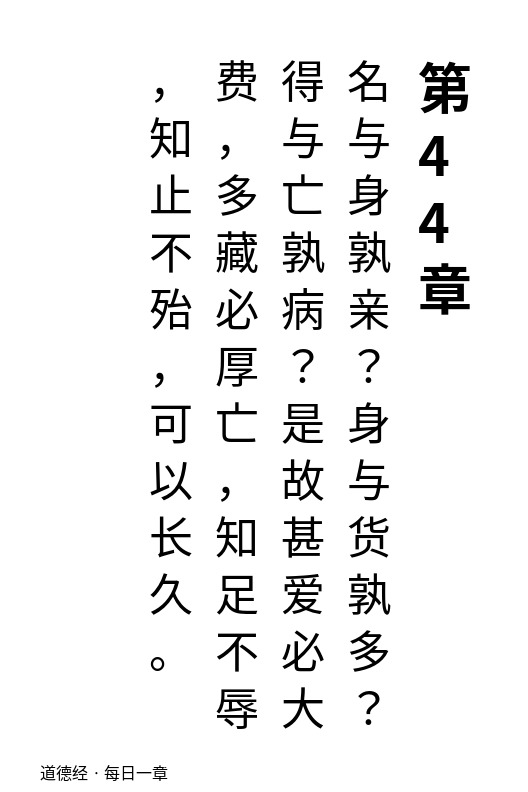 第44章
名与身孰亲？身与货孰多？
得与亡孰病？是故甚爱必大
费，多藏必厚亡，知足不辱
，知止不殆，可以长久。
道德经 · 每日一章